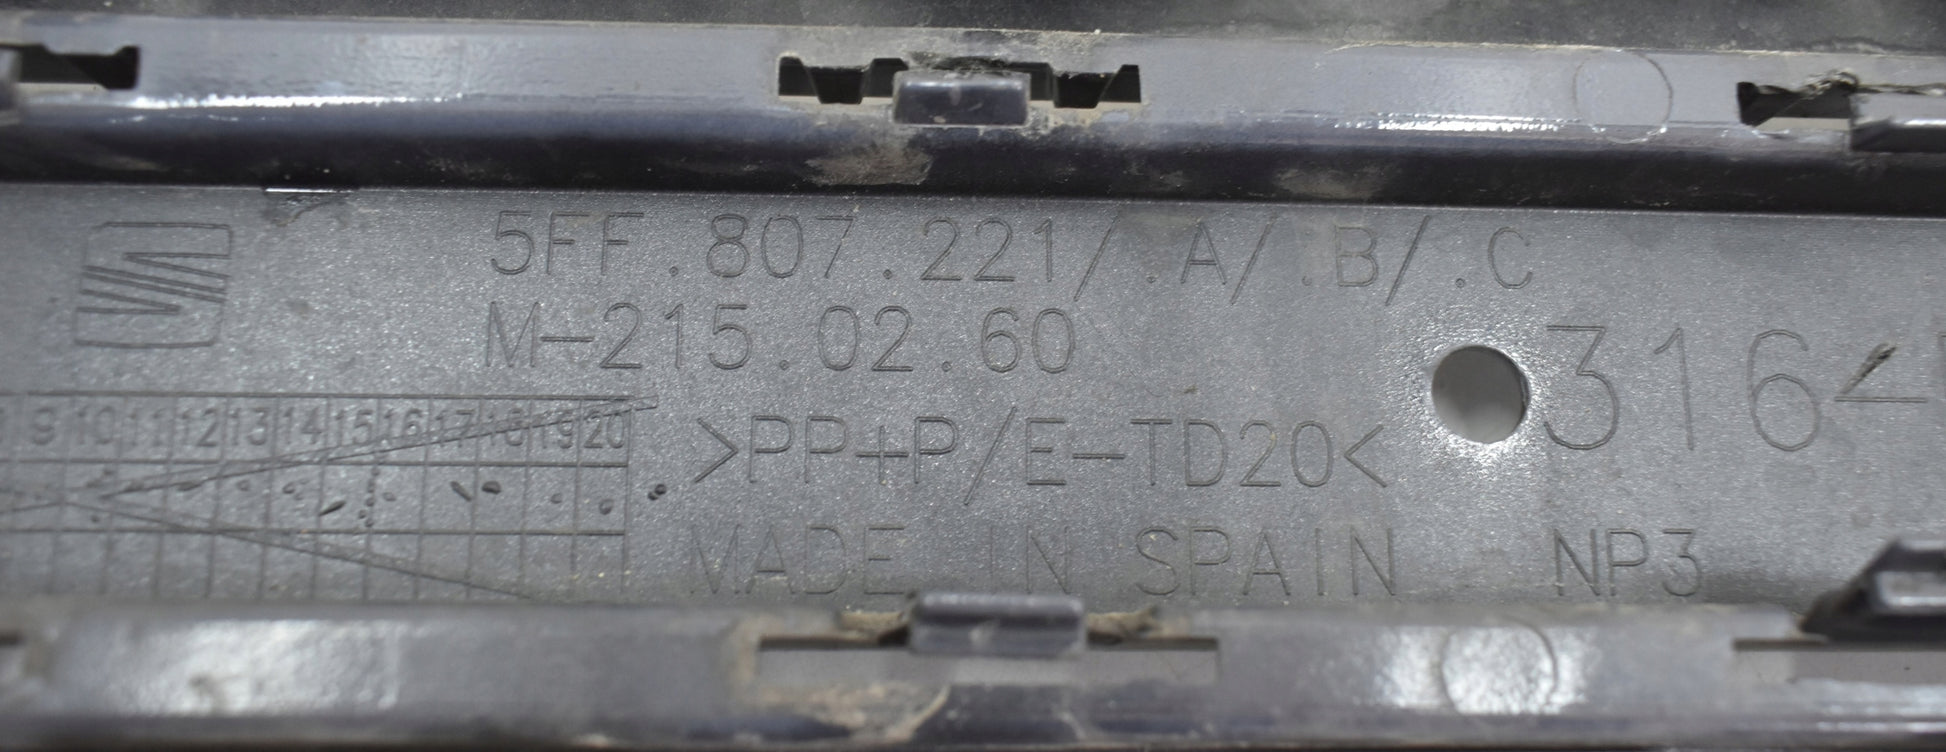 5FF.807.221/.A/.B/.C
M-215.02.60
3164
9 10 11 12 13 14 15 16 17 18 19 20
>PP+P/E-TD20<
MADE IN SPAIN NP3